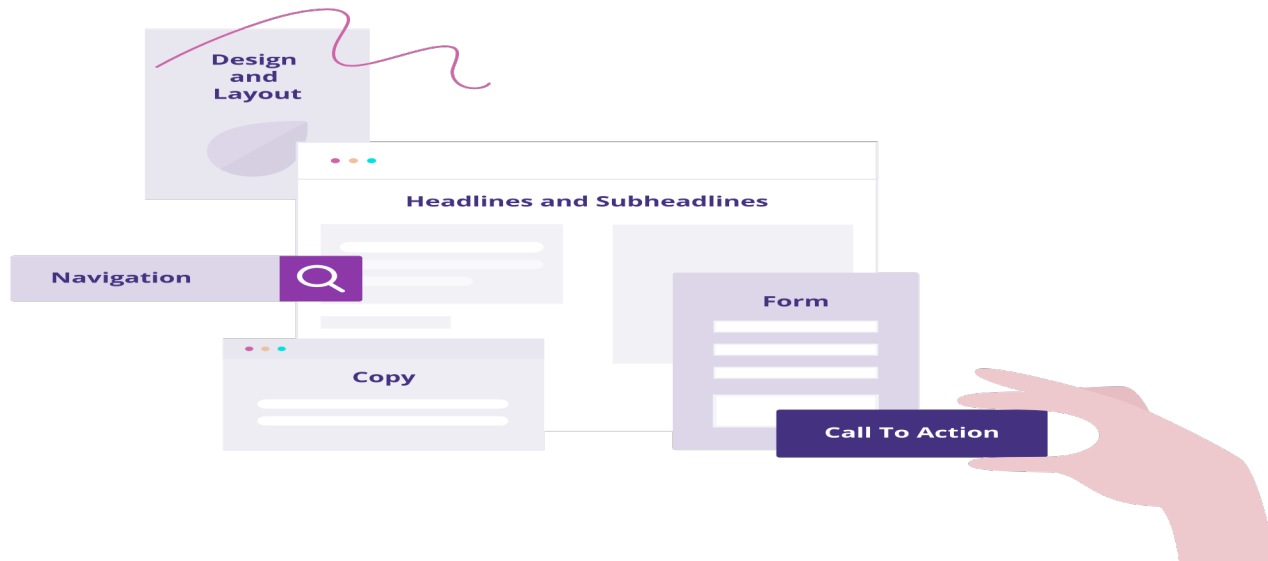 Design
and
Layout
Headlines and Subheadlines
Navigation
Form
Copy
Call To Action